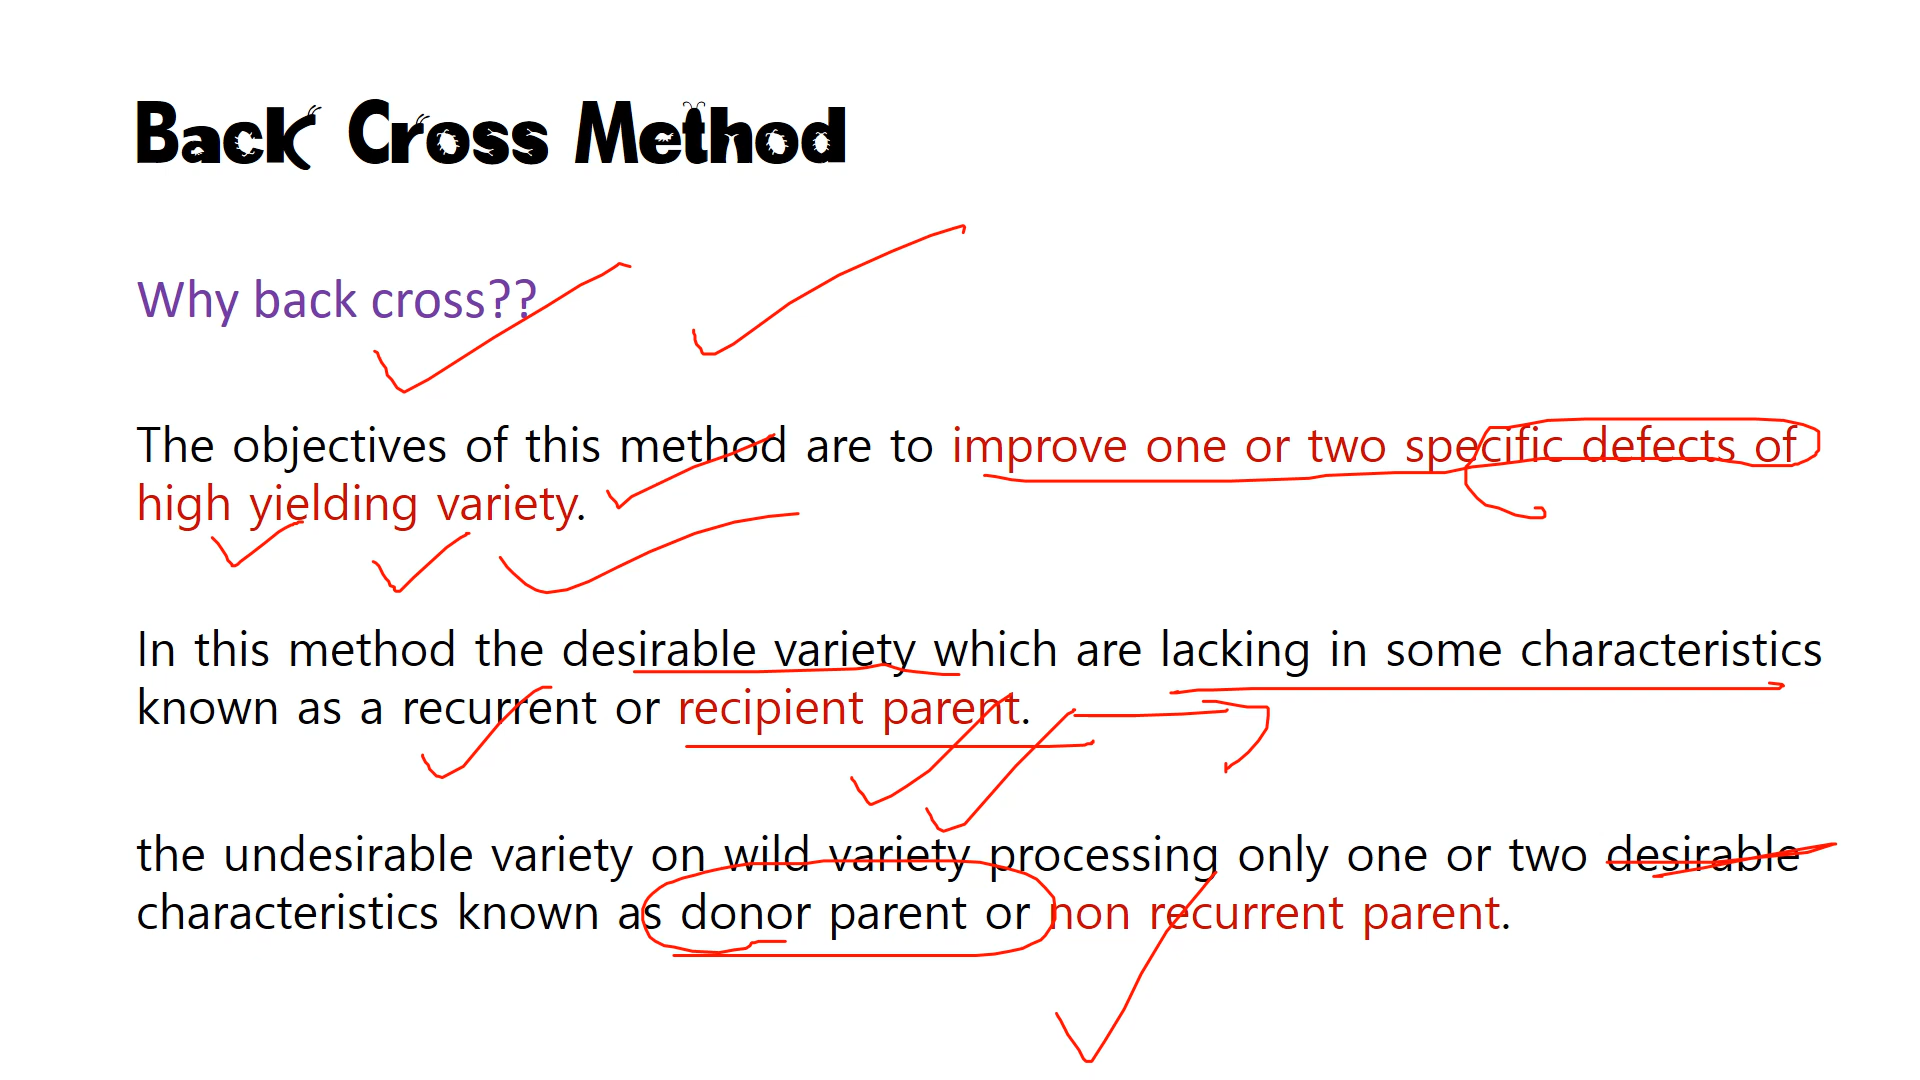 Back Cross Method
Why back cross??
The objectives of this method are to improve one or two specific defects of
high yielding variety.
In this method the desirable variety which are lacking in some characteristics
known as a recurrent or recipient parent.
the undesirable variety on wild variety processing only one or two desirable
characteristics known as donor parent or non recurrent parent.